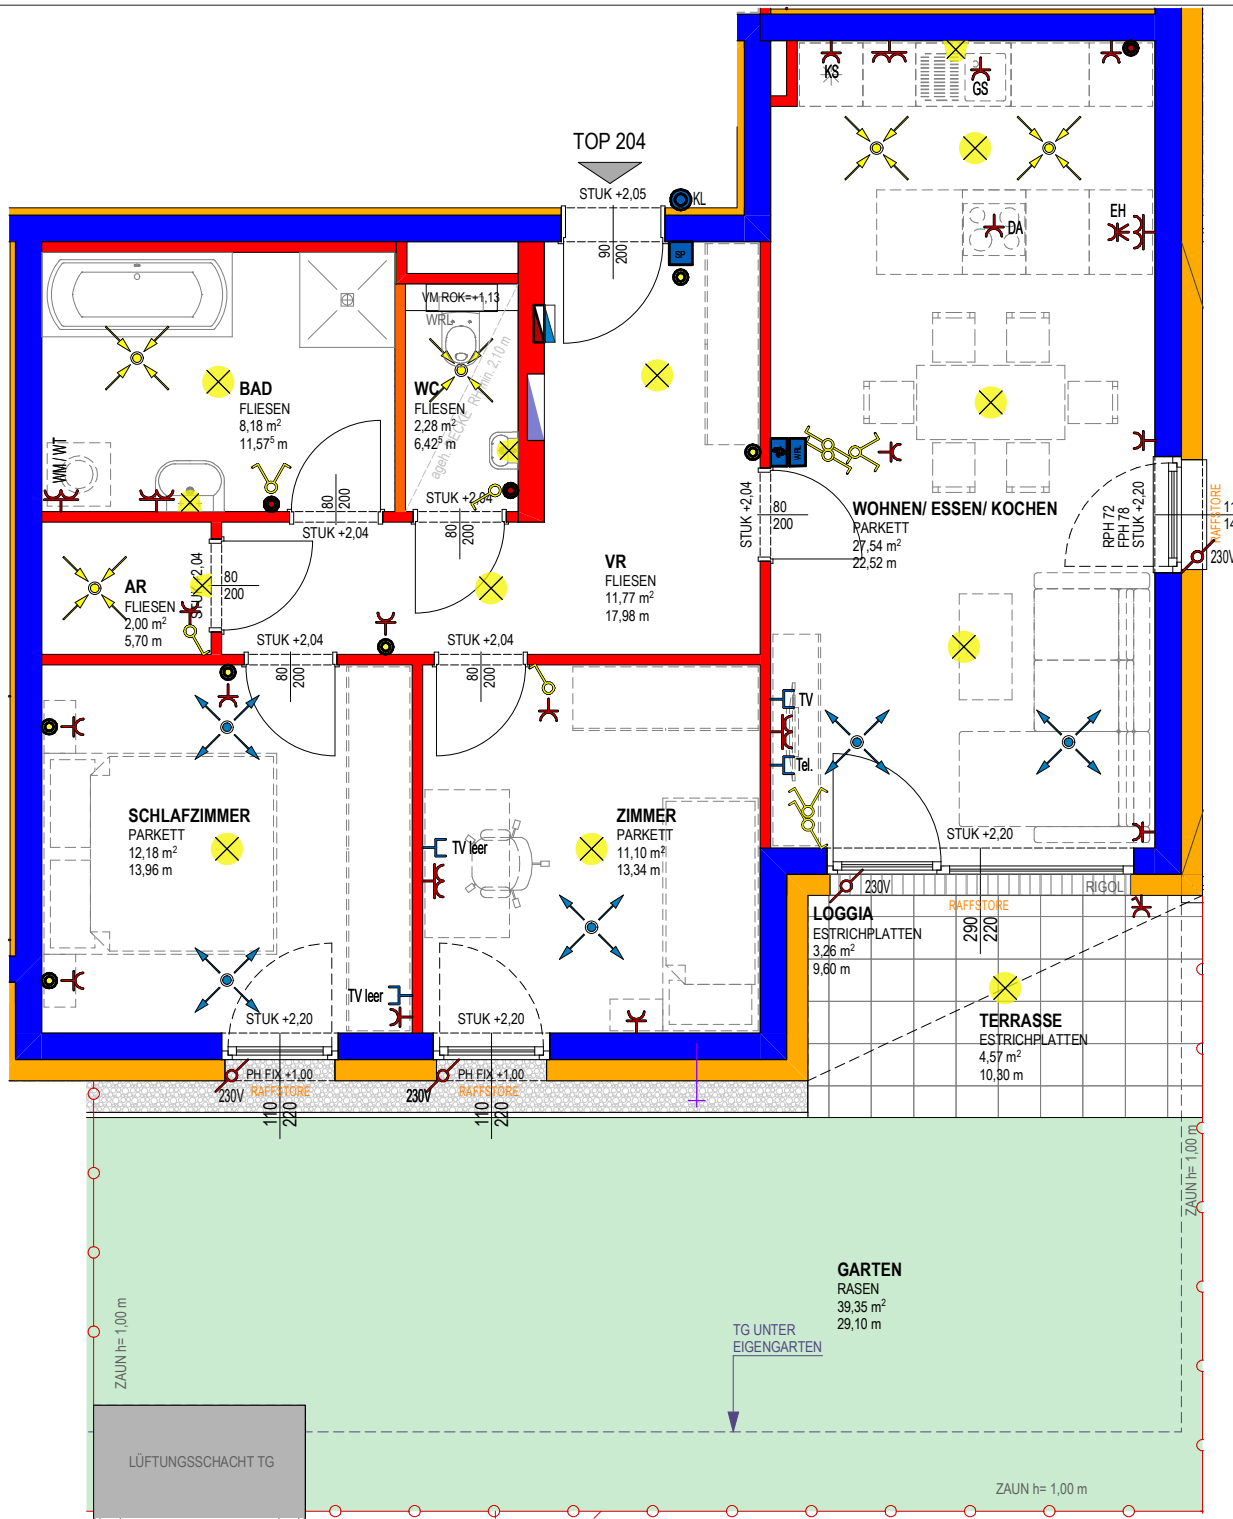 TOP 204
STUK +2,05
KL
90
200
SP
KS
GS
DA
EH
VM ROK=+1,13
WRL
BAD
FLIESEN
8,18 m²
11,57⁵ m
WC
FLIESEN
2,28 m²
6,42⁵ m
WM / WT
80
200
STUK +2,04
STUK +2,04
80
200
WRL
STUK +2,04
80
200
WOHNEN/ ESSEN/ KOCHEN
PARKETT
27,54 m²
22,52 m
RPH 72
FPH 78
STUK +2,20
RAFFSTORE
230V
AR
FLIESEN
2,00 m²
5,70 m
80
200
VR
FLIESEN
11,77 m²
17,98 m
STUK +2,04
80
200
STUK +2,04
80
200
TV
Tel.
SCHLAFZIMMER
PARKETT
12,18 m²
13,96 m
TV leer
ZIMMER
PARKETT
11,10 m²
13,34 m
STUK +2,20
230V
RIGOL
RAFFSTORE
290
220
LOGGIA
ESTRICHPLATTEN
3,26 m²
9,60 m
TV leer
STUK +2,20
STUK +2,20
TERRASSE
ESTRICHPLATTEN
4,57 m²
10,30 m
PH FIX +1,00
RAFFSTORE
230V
110
220
PH FIX +1,00
RAFFSTORE
230V
110
220
ZAUN h= 1,00 m
GARTEN
RASEN
39,35 m²
29,10 m
TG UNTER
EIGENGARTEN
ZAUN h= 1,00 m
LÜFTUNGSSCHACHT TG
ZAUN h= 1,00 m